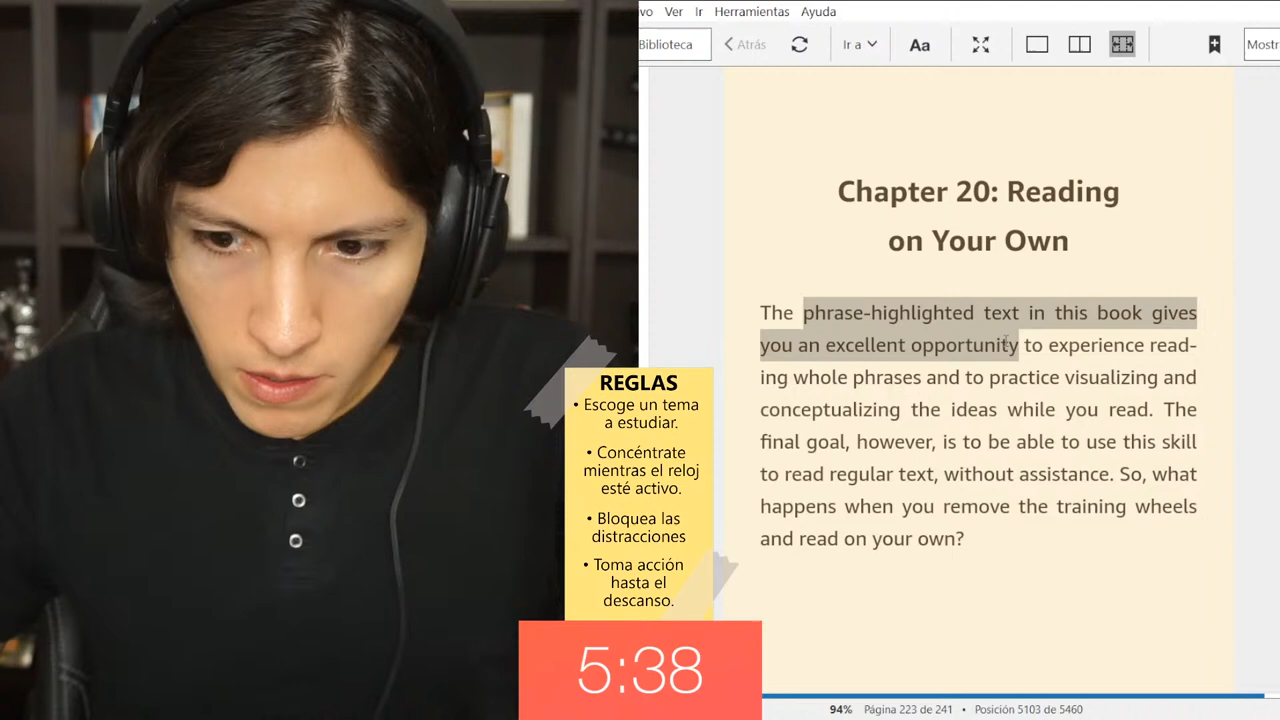 vo Ver Ir Herramientas Ayuda
Biblioteca Atrás Ir a Aa Mostr
Chapter 20: Reading
on Your Own
The phrase-highlighted text in this book gives
you an excellent opportunity to experience read-
ing whole phrases and to practice visualizing and
conceptualizing the ideas while you read. The
final goal, however, is to be able to use this skill
to read regular text, without assistance. So, what
happens when you remove the training wheels
and read on your own?
94% Página 223 de 241 • Posición 5103 de 5460
REGLAS
• Escoge un tema
a estudiar.
• Concéntrate
mientras el reloj
esté activo.
• Bloquea las
distracciones
• Toma acción
hasta el
descanso.
5:38